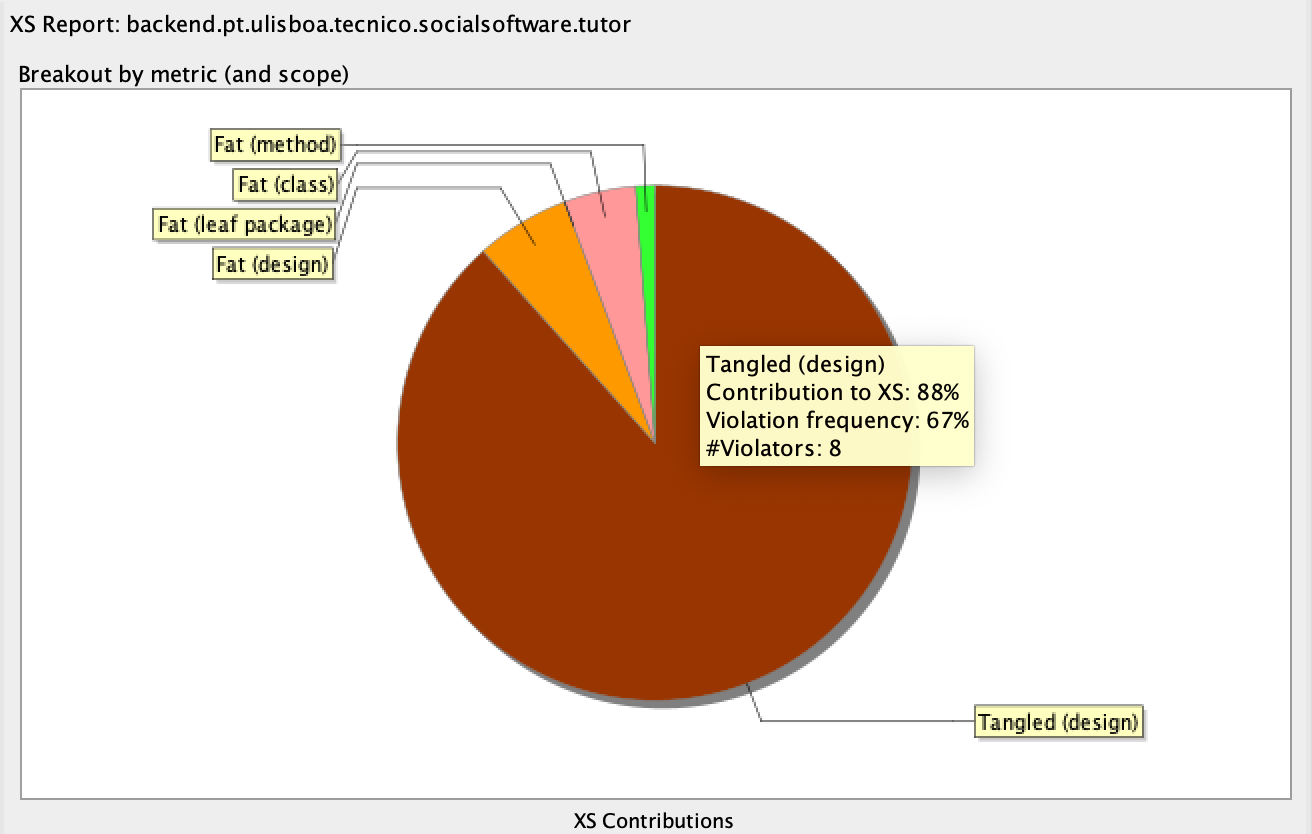 XS Report: backend.pt.ulisboa.tecnico.socialsoftware.tutor
Breakout by metric (and scope)
Fat (method)
Fat (class)
Fat (leaf package)
Fat (design)
Tangled (design)
Contribution to XS: 88%
Violation frequency: 67%
#Violators: 8
Tangled (design)
XS Contributions